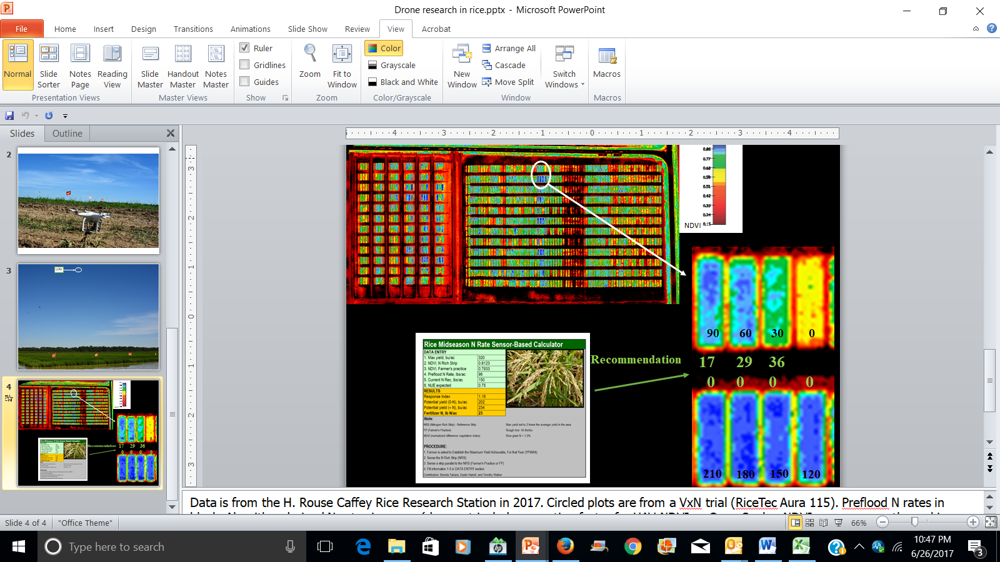 Drone research in rice.pptx - Microsoft PowerPoint
File Home Insert Design Transitions Animations Slide Show Review View Acrobat
Normal
Slide Sorter
Notes Page
Reading View
Presentation Views
Slide Master
Handout Master
Notes Master
Master Views
Ruler
Gridlines
Guides
Show
Zoom
Fit to Window
Zoom
Color
Grayscale
Black and White
Color/Grayscale
New Window
Arrange All
Cascade
Move Split
Switch Windows
Window
Macros
Macros
Slides Outline
2
3
UAV
4
4 3 2 1 0 1 2 3 4
3 2 1 0 1 2 3
0.85
0.77
0.68
0.59
0.51
0.42
0.33
0.24
0.15
NDVI
90 60 30 0
Recommendation 17 29 36
0 0 0 0
210 180 150 120
Rice Midseason N Rate Sensor-Based Calculator
DATA ENTRY
1. Max yield, bu/ac 320
2. NDVI, N Rich Strip 0.8123
3. NDVI, Farmer's practice 0.7933
4. Preflood N Rate, lbs/ac 96
5. Current N Rec, lbs/ac 150
6. NUE expected 0.75
RESULTS
Response Index 1.16
Potential yield (0-N), bu/ac 202
Potential yield (+ N), bu/ac 234
Fertilizer N, lb N/ac 23
Note:
NRS (Nitrogen Rich Strip) - Reference Strip Max yield set to 2 times the average yield in the area
FP (Farmer's Practice) Rough rice: 45 lbs/bu
NDVI (normalized difference vegetation index) Rice grain N = 1.2%
PROCEDURE:
1. Farmer is asked to Establish the Maximum Yield Achievable, For that Year (YPMAX)
2. Sense the N Rich Strip (NRS)
3. Sense a strip parallel to the NRS (Farmer's Practice or FP)
4. Fill information 1-5 in DATA ENTRY section
Contributors: Brenda Tubana, Dustin Harrell, and Timothy Walker
Data is from the H. Rouse Caffey Rice Research Station in 2017. Circled plots are from a VxN trial (RiceTec Aura 115). Preflood N rates in
Slide 4 of 4 "Office Theme" 66%
Type here to search
10:47 PM
6/26/2017
3